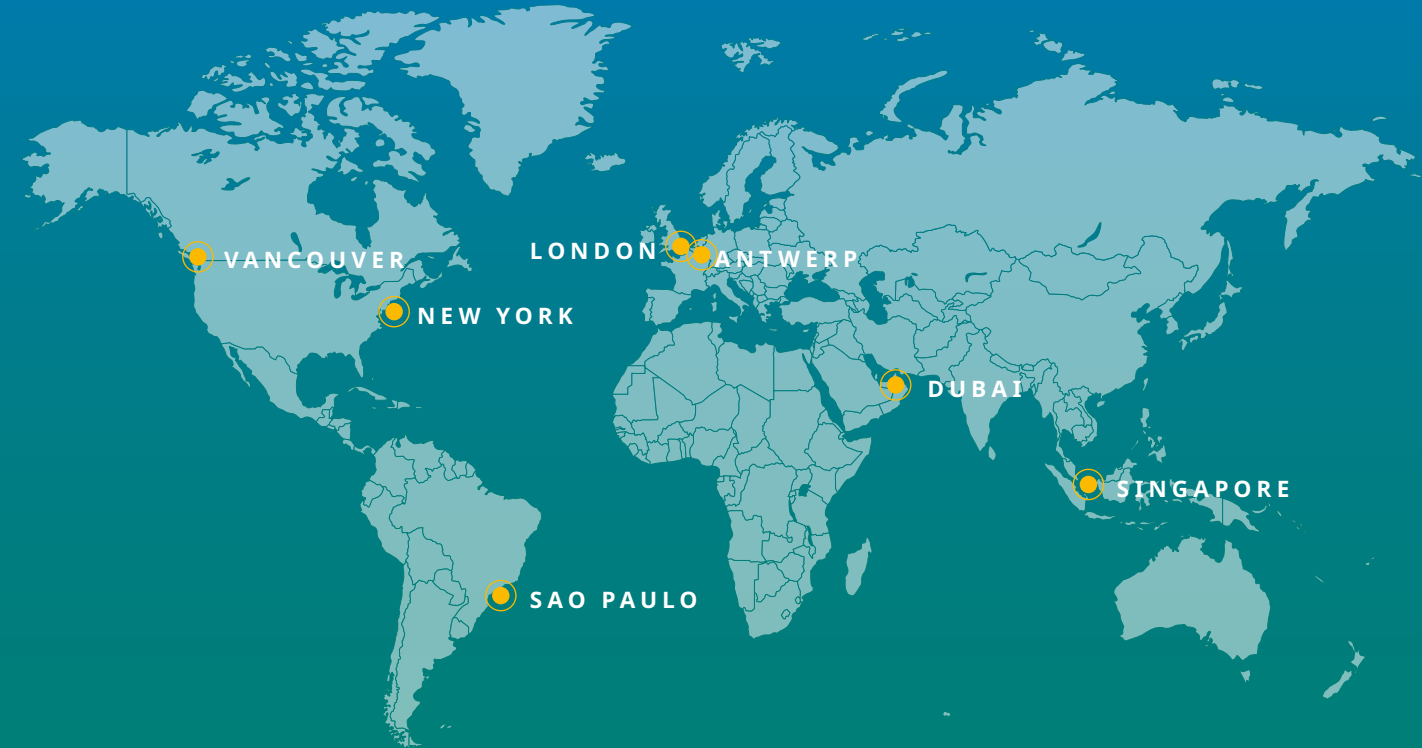 LONDON
ANTWERP
VANCOUVER
NEW YORK
DUBAI
SINGAPORE
SAO PAULO